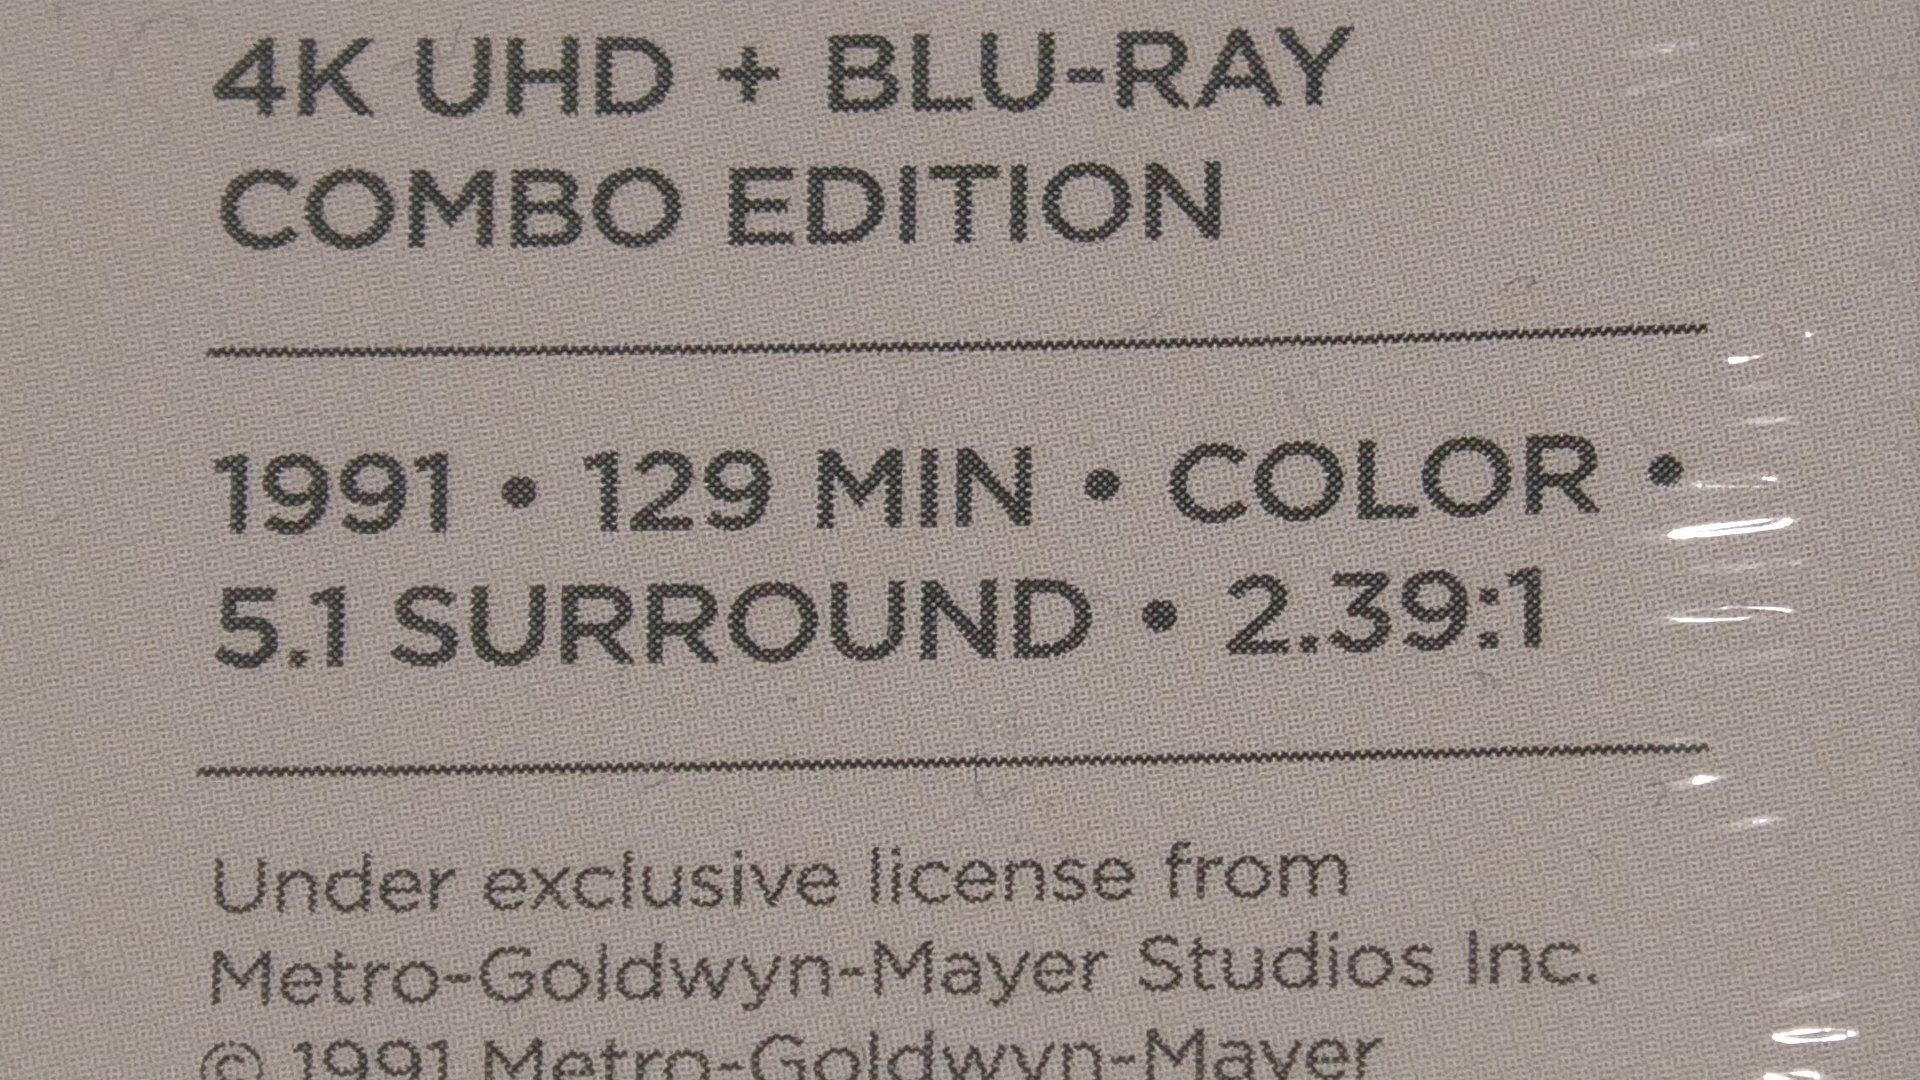 4K UHD + BLU-RAY
COMBO EDITION
1991 • 129 MIN • COLOR •
5.1 SURROUND • 2.39:1
Under exclusive license from
Metro-Goldwyn-Mayer Studios Inc.
© 1991 Metro-Goldwyn-Mayer